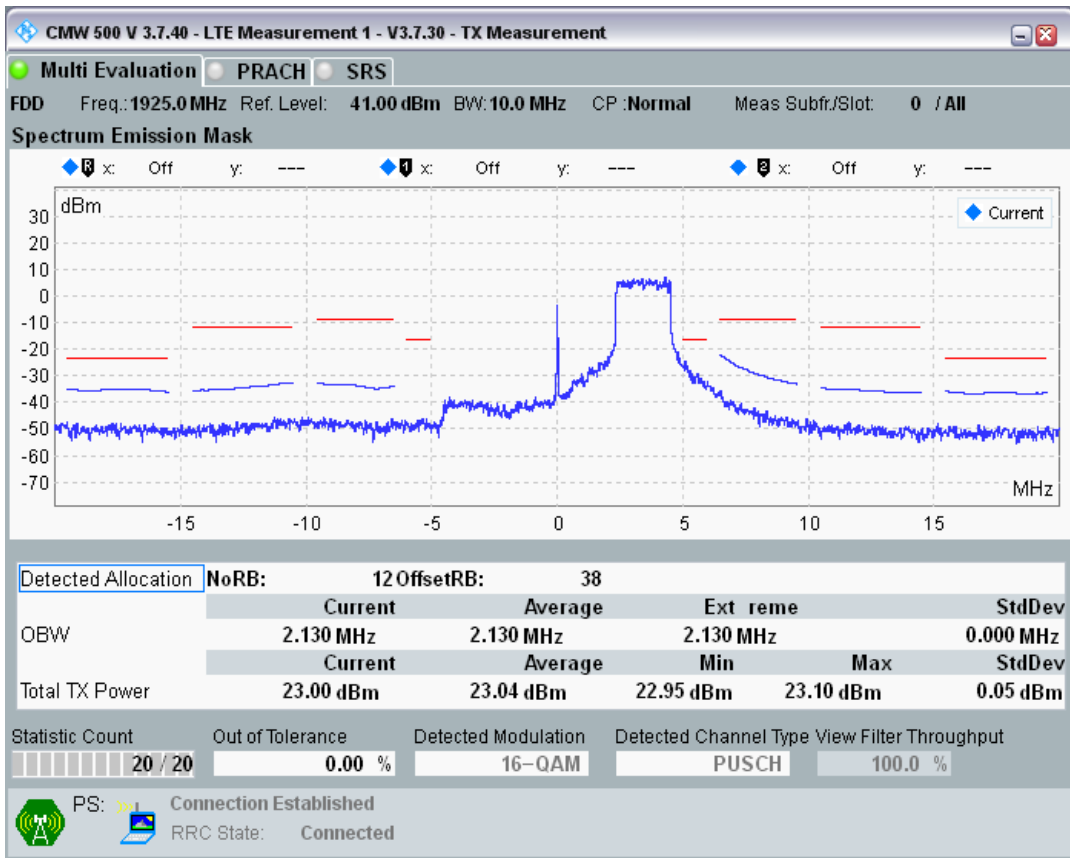 CMW 500 V 3.7.40 - LTE Measurement 1 - V3.7.30 - TX Measurement
Multi Evaluation PRACH SRS
FDD Freq.: 1925.0 MHz Ref. Level: 41.00 dBm BW: 10.0 MHz CP : Normal Meas Subfr./Slot: 0 / All
Spectrum Emission Mask
R x: Off y: --- 1 x: Off y: --- 2 x: Off y: ---
dBm
Current
30
20
10
0
-10
-20
-30
-40
-50
-60
-70
MHz
-15 -10 -5 0 5 10 15
Detected Allocation NoRB: 12 OffsetRB: 38
Current Average Ext reme StdDev
OBW 2.130 MHz 2.130 MHz 2.130 MHz 0.000 MHz
Current Average Min Max StdDev
Total TX Power 23.00 dBm 23.04 dBm 22.95 dBm 23.10 dBm 0.05 dBm
Statistic Count Out of Tolerance Detected Modulation Detected Channel Type View Filter Throughput
20 / 20 0.00 % 16-QAM PUSCH 100.0 %
PS: Connection Established
RRC State: Connected